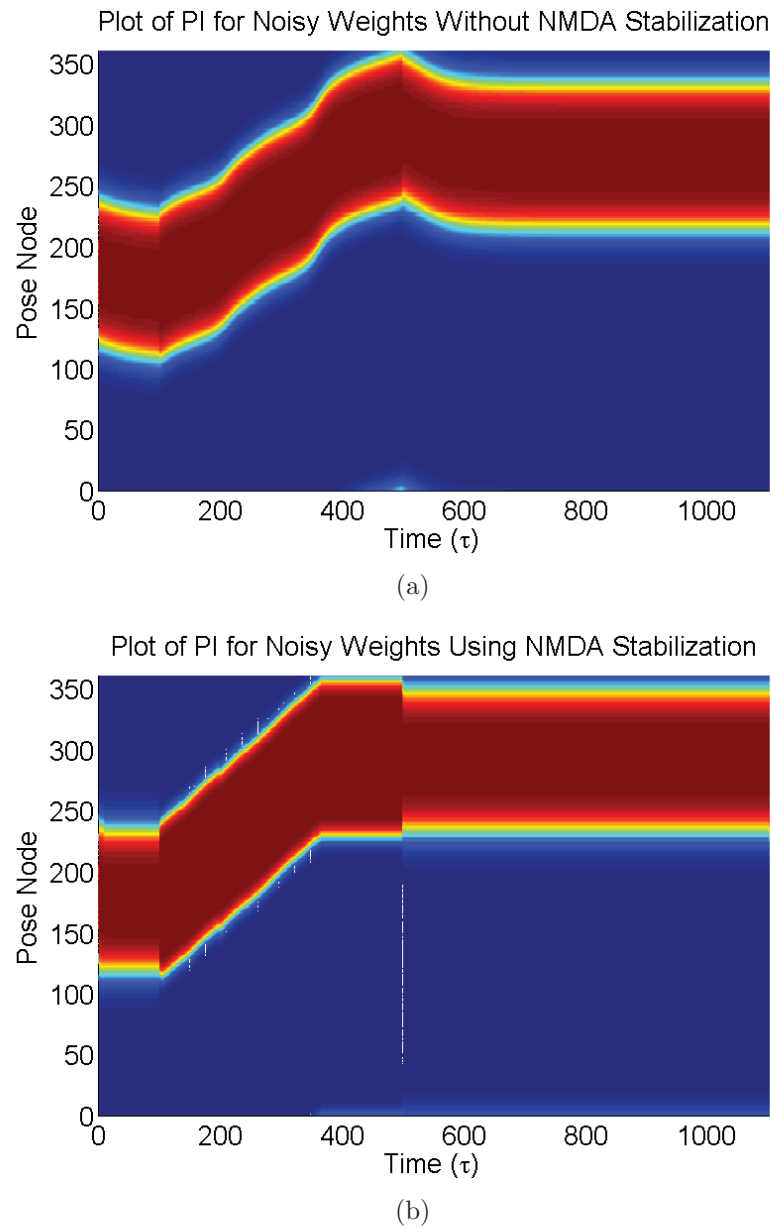 Plot of PI for Noisy Weights Without NMDA Stabilization
350
300
250
200
150
100
50
0
Pose Node
0 200 400 600 800 1000
Time (τ)
(a)
Plot of PI for Noisy Weights Using NMDA Stabilization
350
300
250
200
150
100
50
0
Pose Node
0 200 400 600 800 1000
Time (τ)
(b)